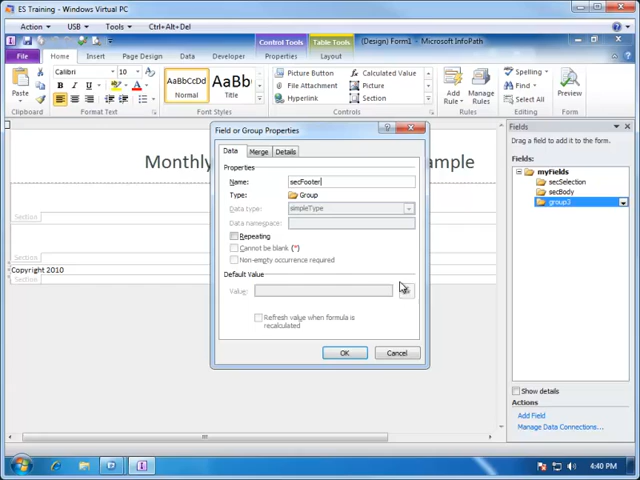 ES Training - Windows Virtual PC
Action USB Tools Ctrl+Alt+Del
Control Tools Table Tools (Design) Form1 - Microsoft InfoPath
File Home Insert Page Design Data Developer Properties Layout
Calibri 10
Paste
B I U
AaBbCcDd AaBb
Normal Title
Picture Button Calculated Value
File Attachment Picture
Hyperlink Section
Add Rule Manage Rules
Spelling
Find
Select All
Preview
Clipboard Format Text Font Styles Controls Rules Editing Form
Monthly ample
Section
Section
Copyright 2010
Section
Field or Group Properties
Data Merge Details
Properties
Name: secFooter
Type: Group
Data type: simpleType
Data namespace:
Repeating
Cannot be blank (*)
Non-empty occurrence required
Default Value
Value:
Refresh value when formula is
recalculated
OK Cancel
Fields
Drag a field to add it to the form.
Fields:
myFields
secSelection
secBody
group3
Show details
Actions
Add Field
Manage Data Connections...
4:40 PM